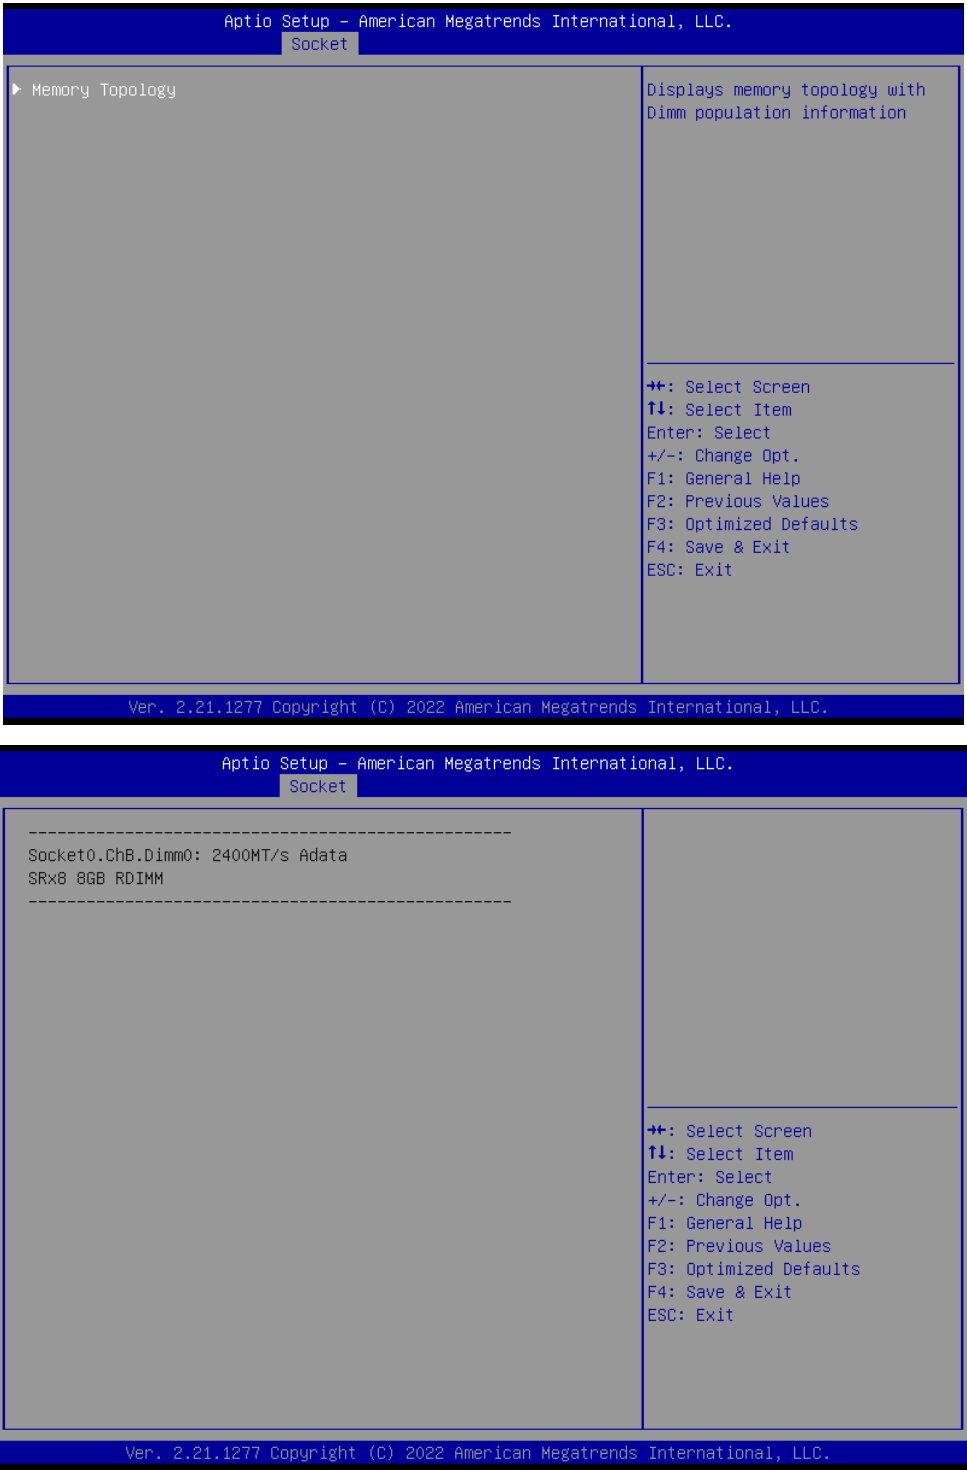 Aptio Setup – American Megatrends International, LLC.
Socket
▶ Memory Topology
Displays memory topology with
Dimm population information
→←: Select Screen
↑↓: Select Item
Enter: Select
+/-: Change Opt.
F1: General Help
F2: Previous Values
F3: Optimized Defaults
F4: Save & Exit
ESC: Exit
Ver. 2.21.1277 Copyright (C) 2022 American Megatrends International, LLC.
Aptio Setup – American Megatrends International, LLC.
Socket
--------------------------------------------------
Socket0.ChB.Dimm0: 2400MT/s Adata
SRx8 8GB RDIMM
--------------------------------------------------
→←: Select Screen
↑↓: Select Item
Enter: Select
+/-: Change Opt.
F1: General Help
F2: Previous Values
F3: Optimized Defaults
F4: Save & Exit
ESC: Exit
Ver. 2.21.1277 Copyright (C) 2022 American Megatrends International, LLC.